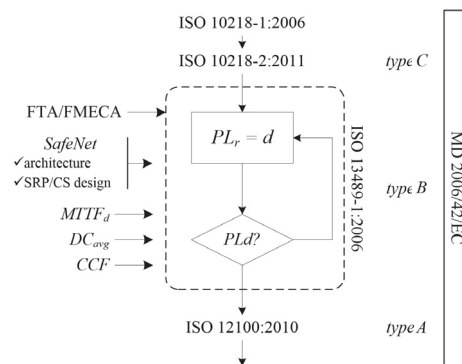 ISO 10218-1:2006
ISO 10218-2:2011
type C
FTA/FMECA
SafeNet
✓architecture
✓SRP/CS design
PLr = d
ISO 13489-1:2006
type B
MD 2006/42/EC
MTTFd
DCavg
CCF
PLd?
ISO 12100:2010
type A